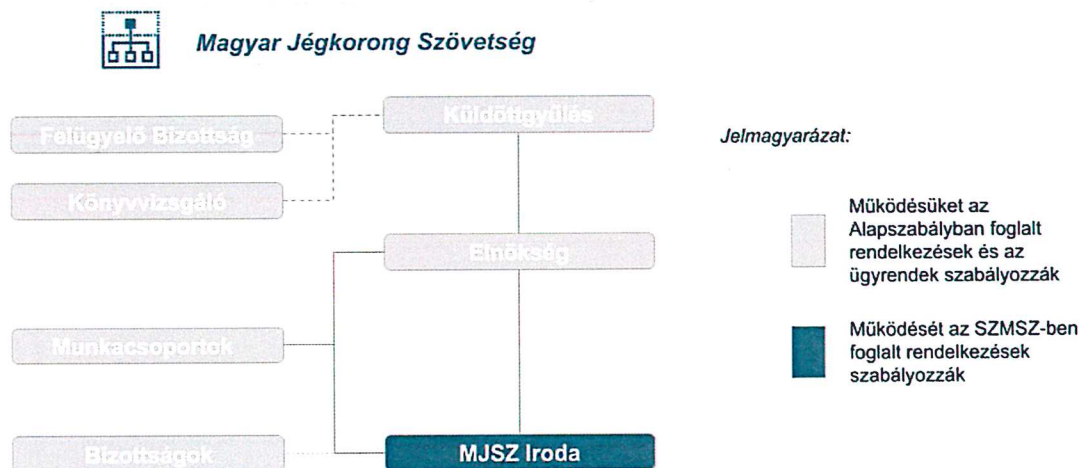 Magyar Jégkorong Szövetség
Küldöttgyűlés
Felügyelő Bizottság
Könyvvizsgáló
Elnökség
Munkacsoportok
Bizottságok
MJSZ Iroda
Jelmagyarázat:
Működésüket az
Alapszabályban foglalt
rendelkezések és az
ügyrendek szabályozzák
Működését az SZMSZ-ben
foglalt rendelkezések
szabályozzák